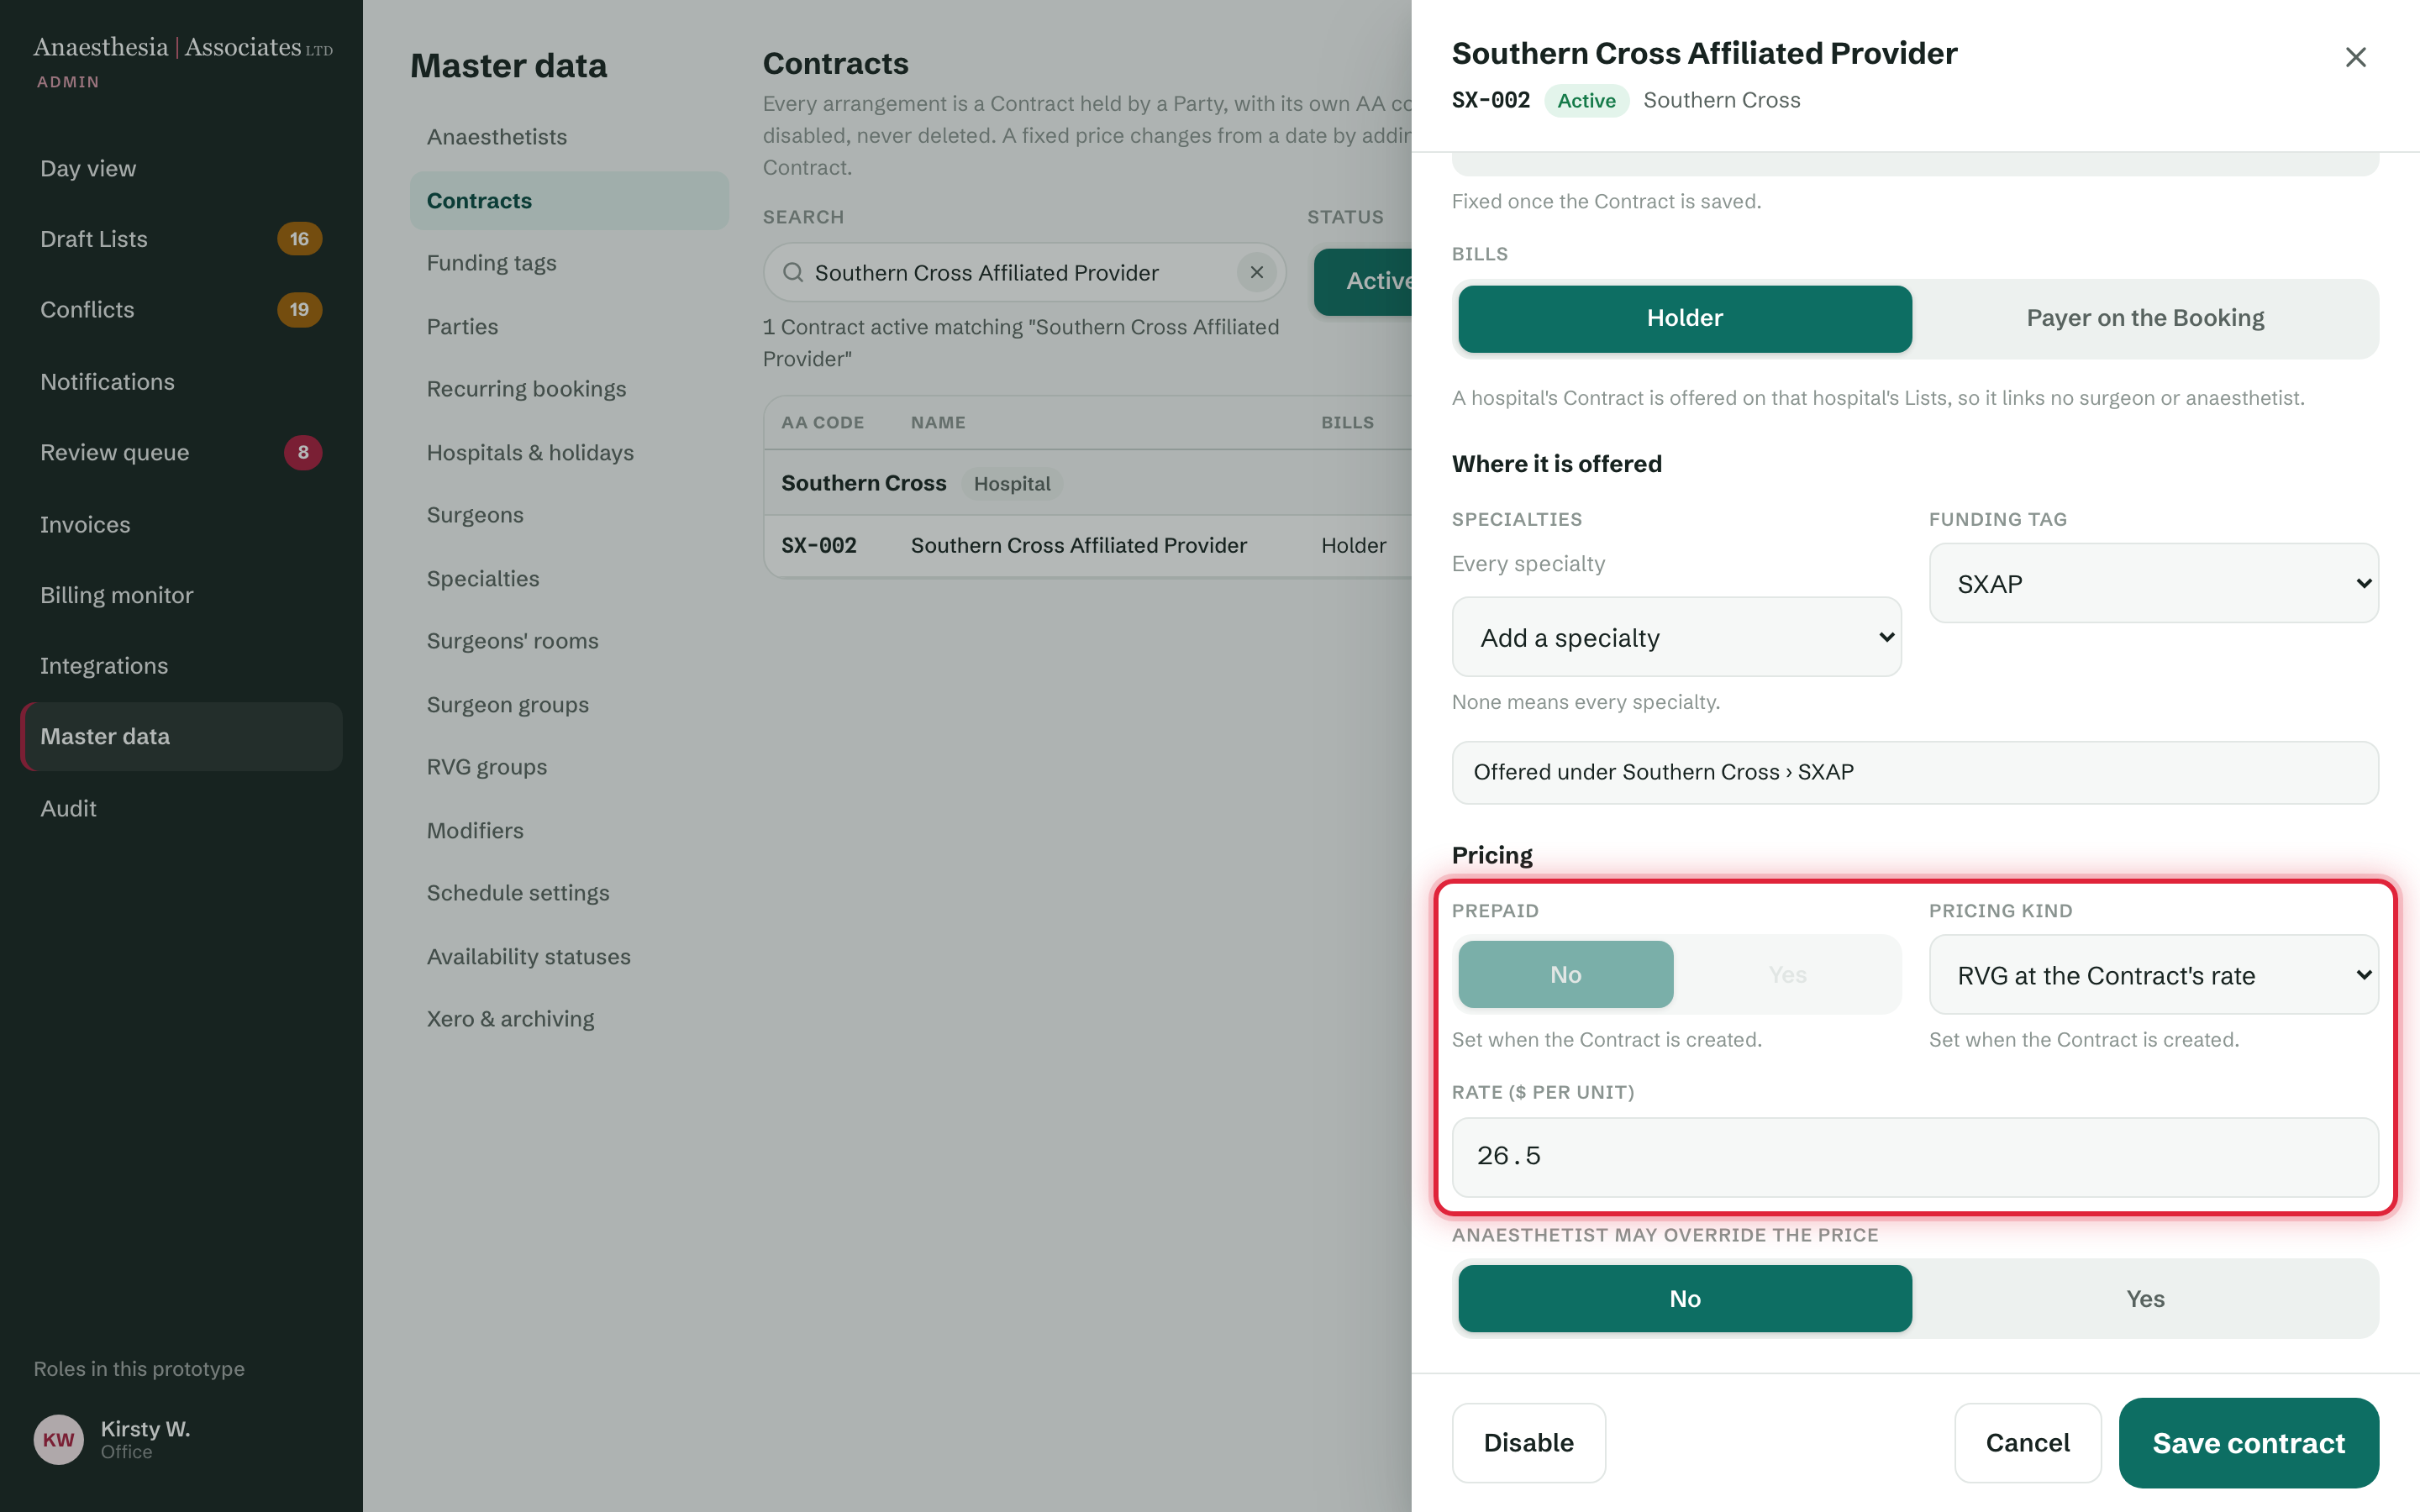 Anaesthesia | Associates LTD
ADMIN
Day view
Draft Lists 16
Conflicts 19
Notifications
Review queue 8
Invoices
Billing monitor
Integrations
Master data
Audit
Roles in this prototype
KW
Kirsty W.
Office
Master data
Anaesthetists
Contracts
Funding tags
Parties
Recurring bookings
Hospitals & holidays
Surgeons
Specialties
Surgeons' rooms
Surgeon groups
RVG groups
Modifiers
Schedule settings
Availability statuses
Xero & archiving
Contracts
Every arrangement is a Contract held by a Party, with its own AA
disabled, never deleted. A fixed price changes from a date by
Contract.
SEARCH
STATUS
Southern Cross Affiliated Provider
Active
1 Contract active matching "Southern Cross Affiliated
Provider"
AA CODE NAME BILLS
Southern Cross Hospital
SX-002 Southern Cross Affiliated Provider Holder
Southern Cross Affiliated Provider
SX-002 Active Southern Cross
Fixed once the Contract is saved.
BILLS
Holder Payer on the Booking
A hospital's Contract is offered on that hospital's Lists, so it links no surgeon or anaesthetist.
Where it is offered
SPECIALTIES FUNDING TAG
Every specialty
SXAP
Add a specialty
None means every specialty.
Offered under Southern Cross › SXAP
Pricing
PREPAID PRICING KIND
No Yes RVG at the Contract's rate
Set when the Contract is created. Set when the Contract is created.
RATE ($ PER UNIT)
26.5
ANAESTHETIST MAY OVERRIDE THE PRICE
No Yes
Disable Cancel Save contract